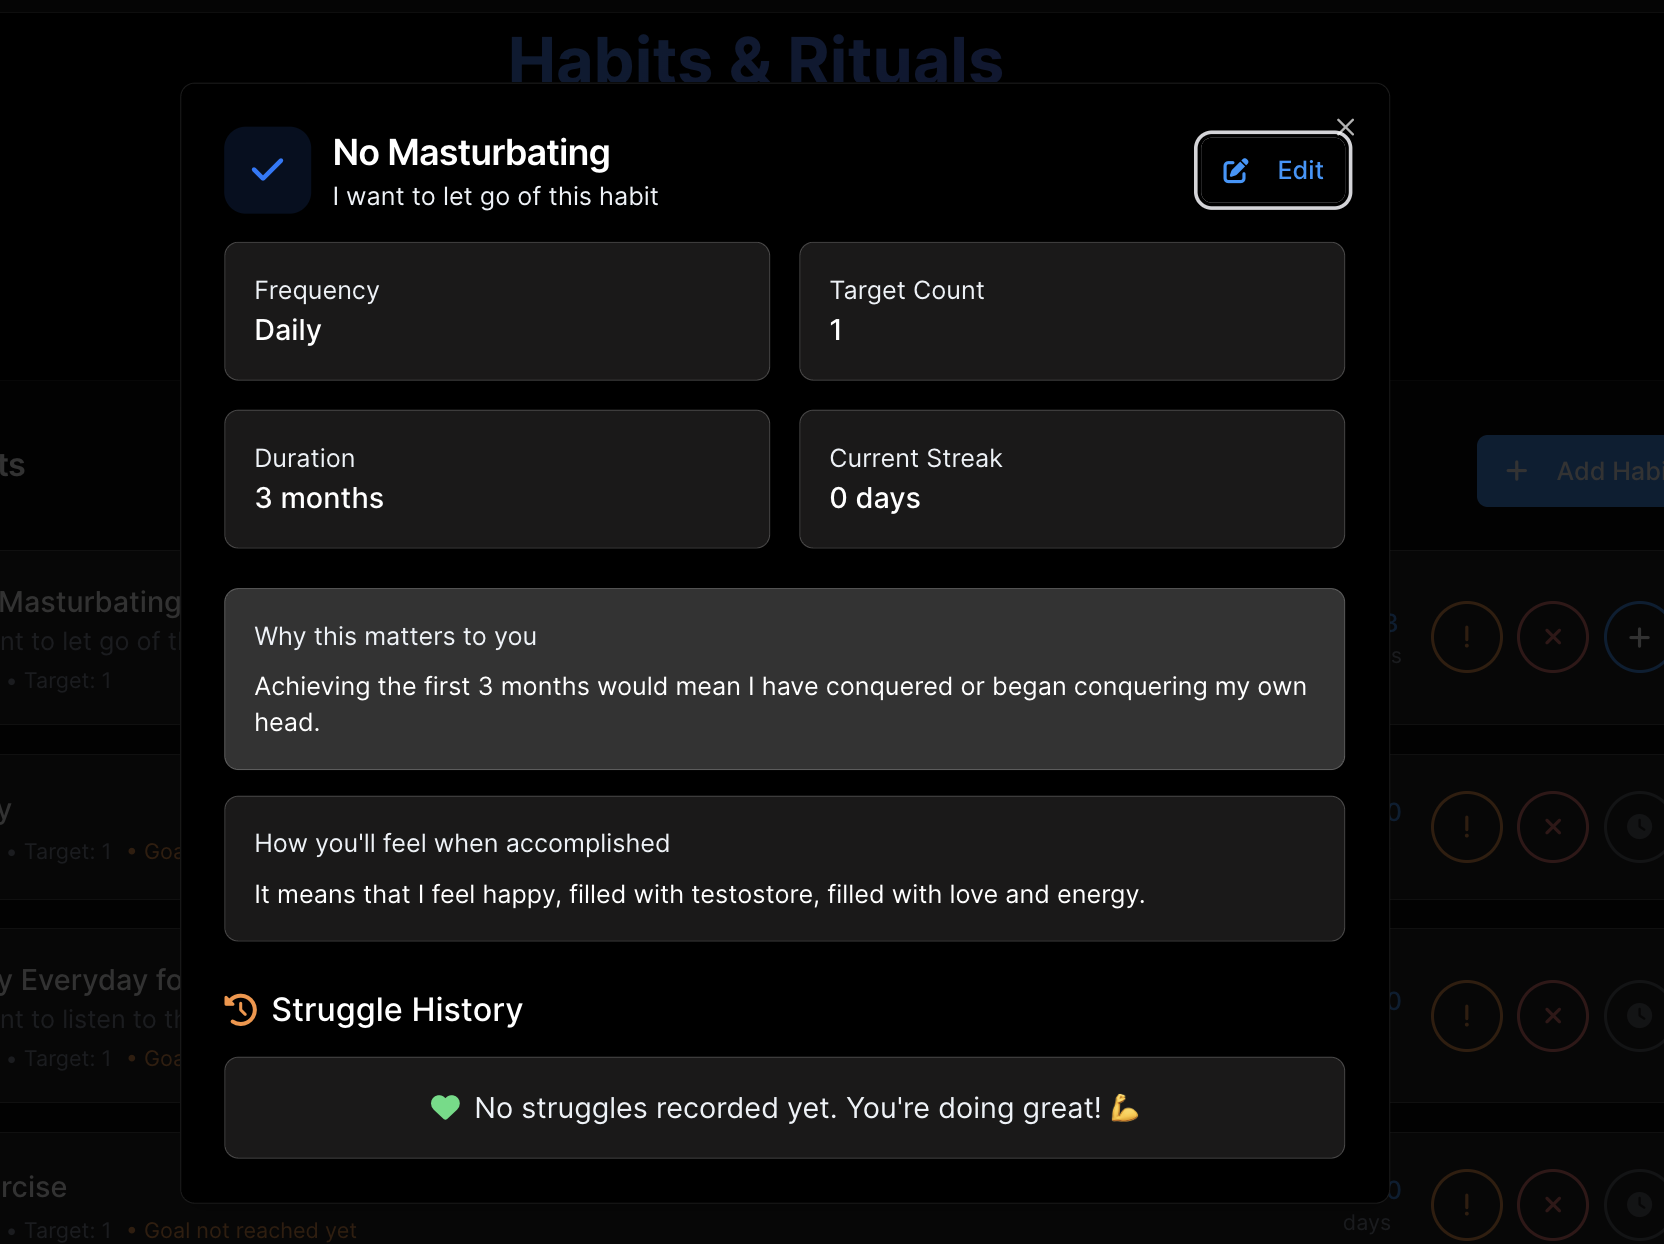 Habits & Rituals
No Masturbating
I want to let go of this habit
Edit
Frequency
Daily
Target Count
1
Duration
3 months
Current Streak
0 days
ts
Add Habi
Masturbating
nt to let go of t
• Target: 1
3
s
Why this matters to you
Achieving the first 3 months would mean I have conquered or began conquering my own
head.
y
0
• Target: 1 • Goa
How you'll feel when accomplished
It means that I feel happy, filled with testostore, filled with love and energy.
y Everyday fo
nt to listen to th
0
• Target: 1 • Goa
Struggle History
No struggles recorded yet. You're doing great! 💪
rcise
0
days
• Target: 1 • Goal not reached yet